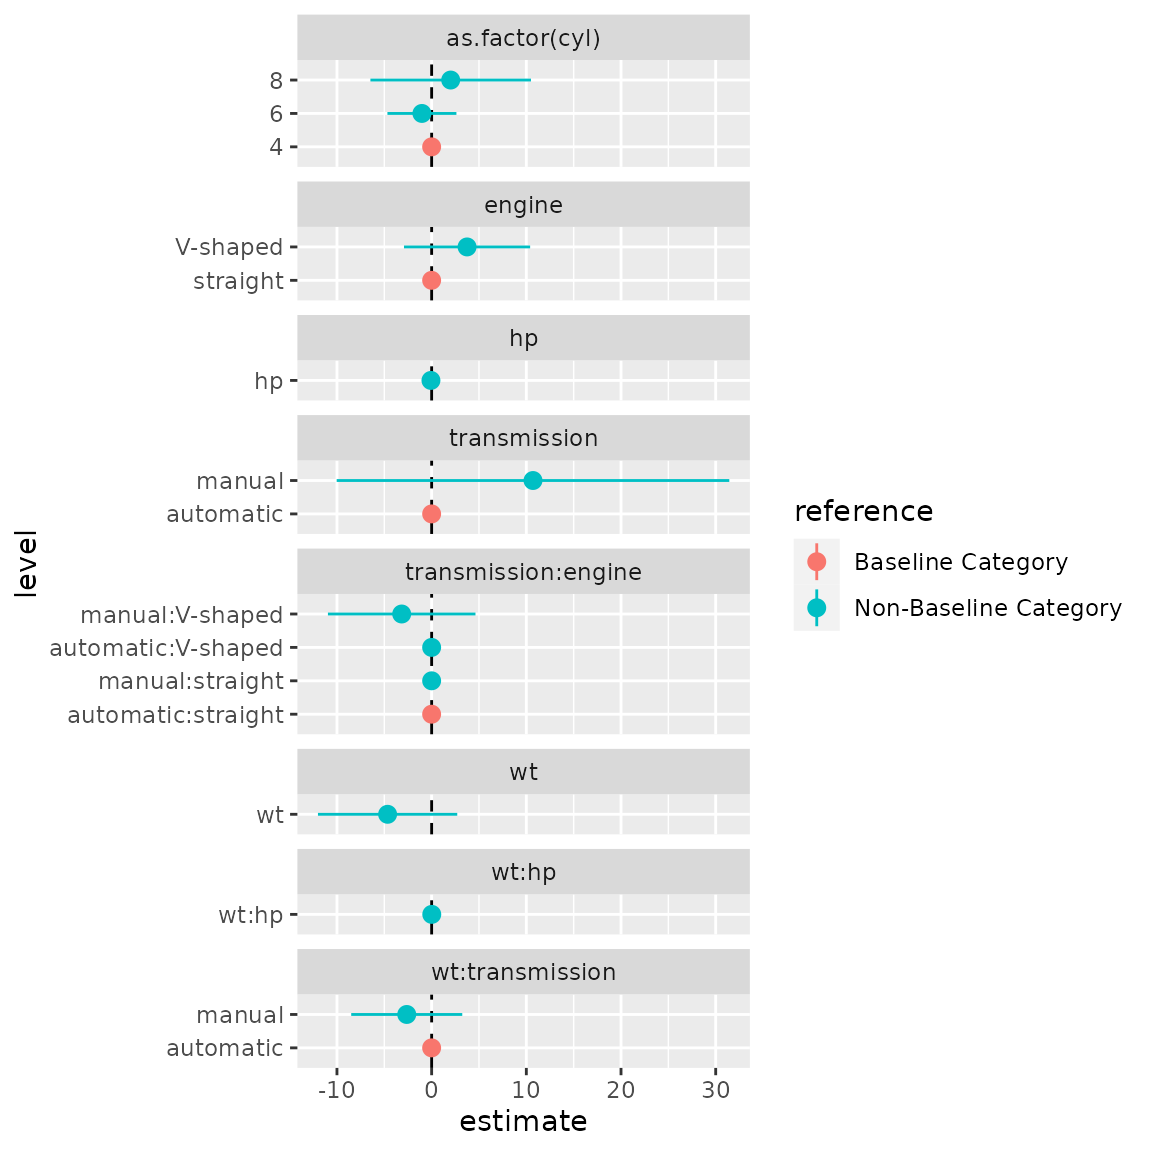 as.factor(cyl)
8
6
4
engine
V-shaped
straight
hp
hp
transmission
manual
automatic
transmission:engine
manual:V-shaped
automatic:V-shaped
manual:straight
automatic:straight
wt
wt
wt:hp
wt:hp
wt:transmission
manual
automatic
-10 0 10 20 30
estimate
level
reference
Baseline Category
Non-Baseline Category